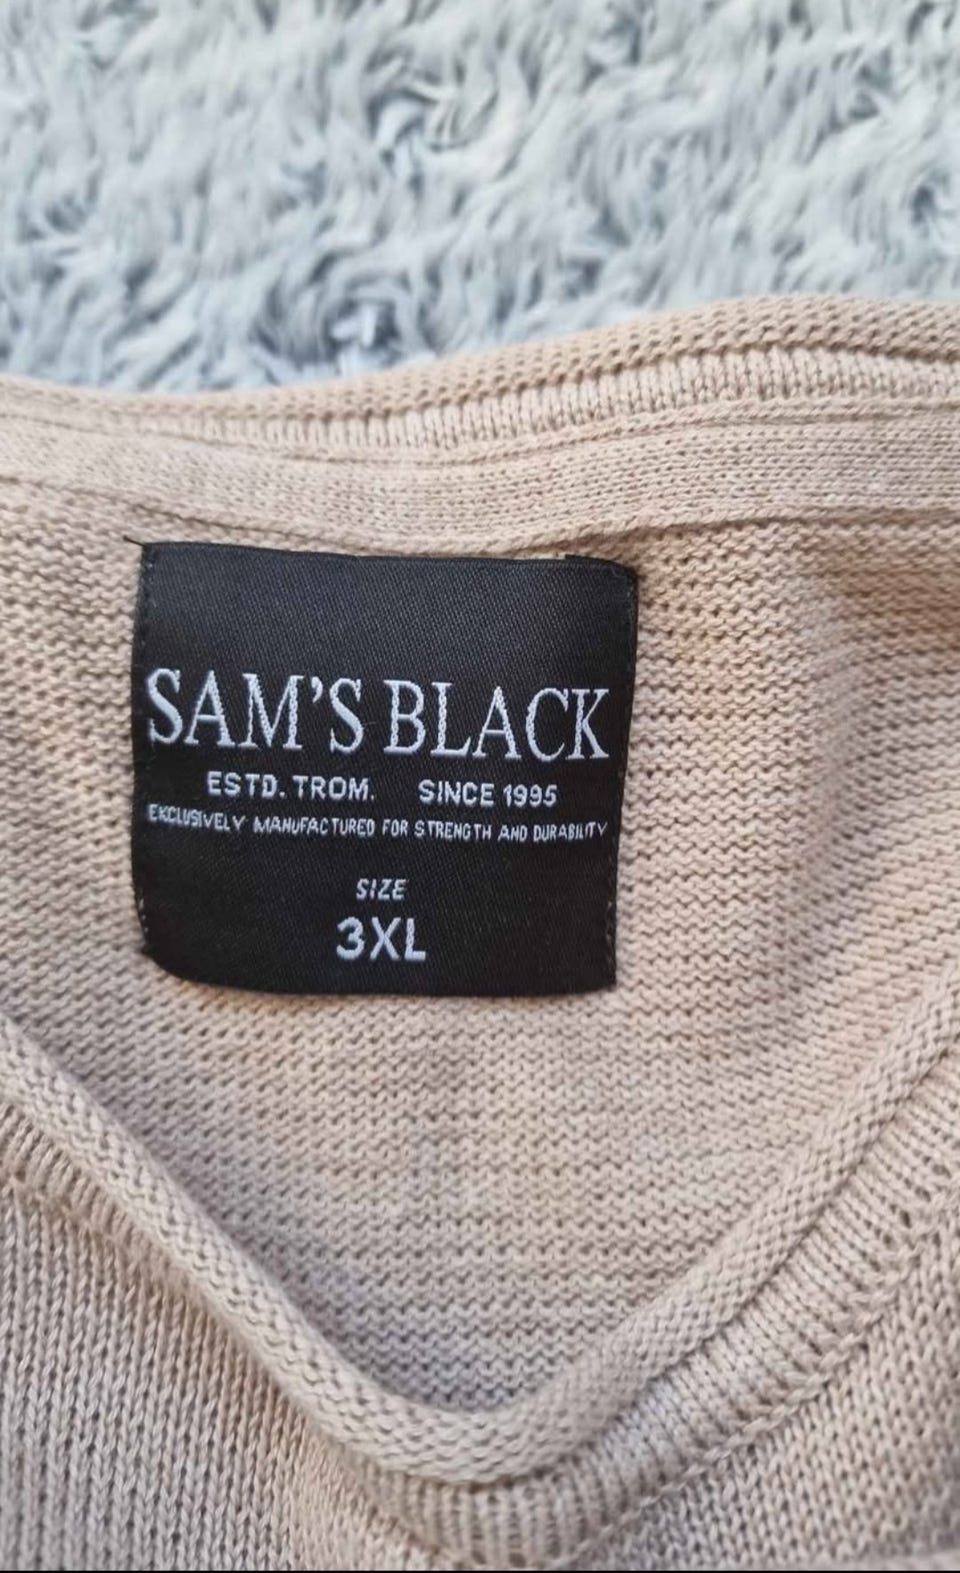 SAM'S BLACK
ESTD. TROM. SINCE 1995
EXCLUSIVELY MANUFACTURED FOR STRENGTH AND DURABILITY
SIZE
3XL